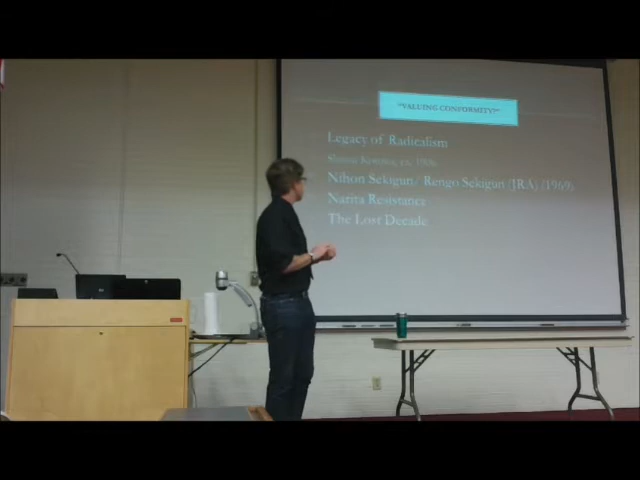 "VALUING CONFORMITY?"
Legacy of Radicalism
Nihon Sekigun / Rengo Sekigun (JRA) (1969)
Narita Resistance
The Lost Decade